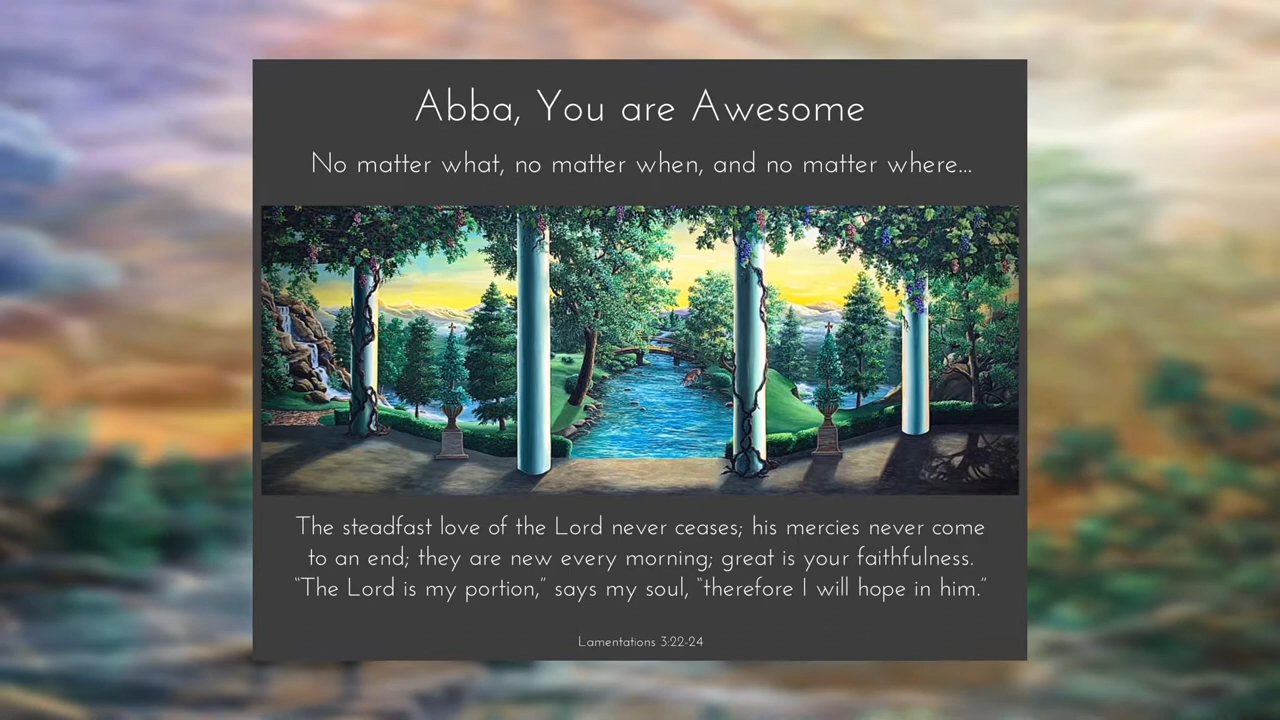 Abba, You are Awesome
No matter what, no matter when, and no matter where...
The steadfast love of the Lord never ceases; his mercies never come
to an end; they are new every morning; great is your faithfulness.
“The Lord is my portion,” says my soul, “therefore I will hope in him.”
Lamentations 3:22-24